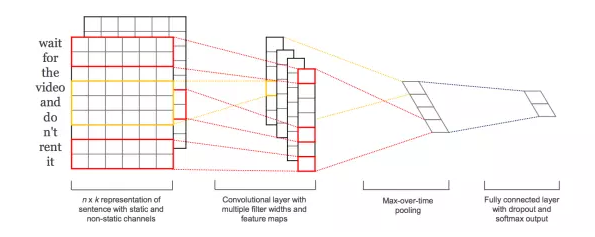 wait
for
the
video
and
do
n't
rent
it
n x k representation of
sentence with static and
non-static channels
Convolutional layer with
multiple filter widths and
feature maps
Max-over-time
pooling
Fully connected layer
with dropout and
softmax output